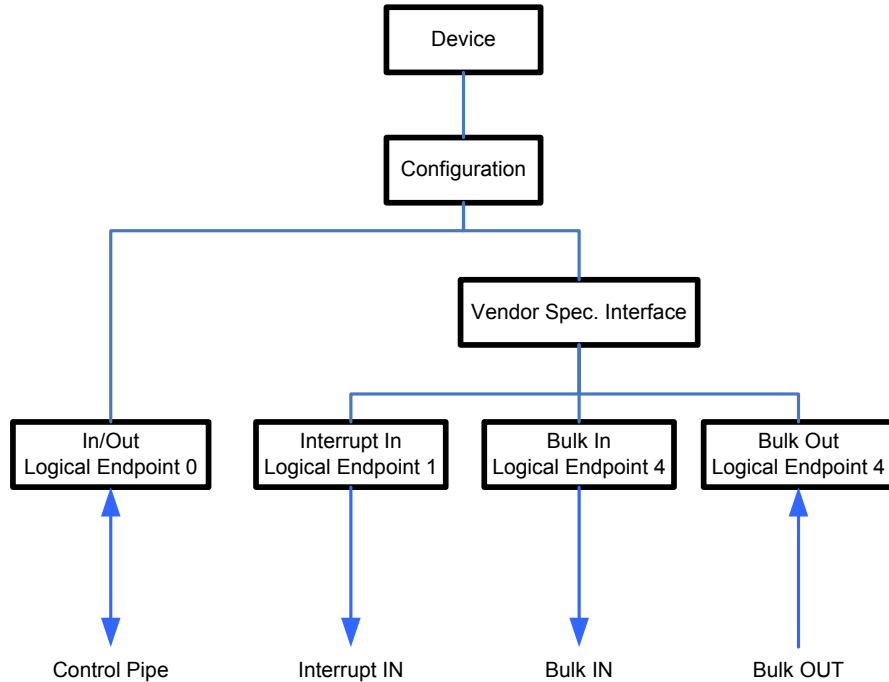 Device
Configuration
Vendor Spec. Interface
In/Out
Logical Endpoint 0
Interrupt In
Logical Endpoint 1
Bulk In
Logical Endpoint 4
Bulk Out
Logical Endpoint 4
Control Pipe
Interrupt IN
Bulk IN
Bulk OUT